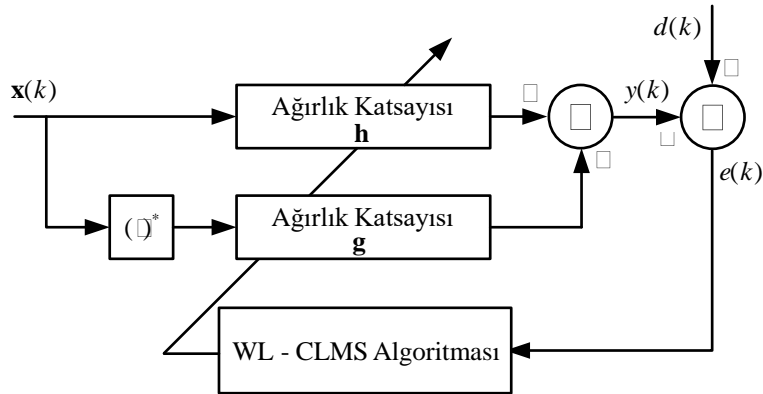 d(k)
x(k)
Ağırlık Katsayısı
h
y(k)
e(k)
( )*
Ağırlık Katsayısı
g
WL - CLMS Algoritması